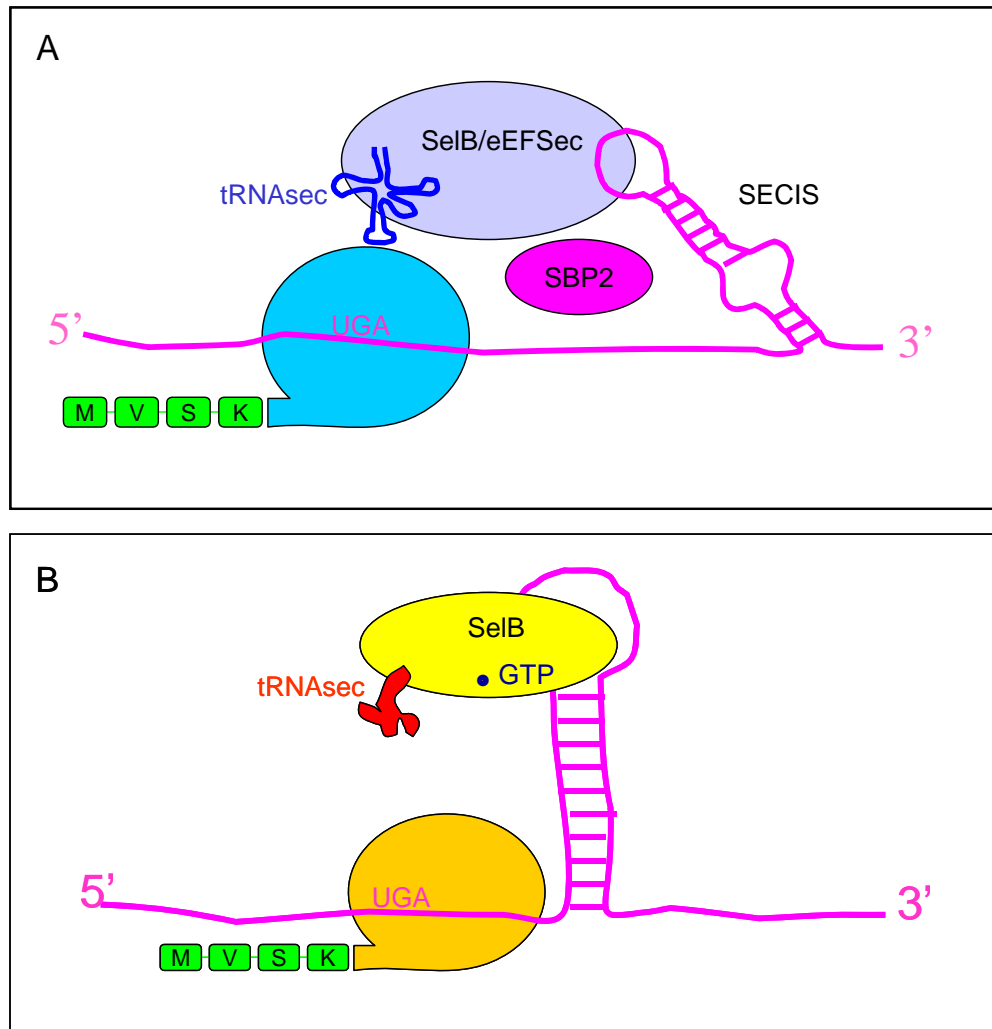 A
SelB/eEFSec
tRNAsec
SECIS
SBP2
UGA
5’
3’
M V S K
B
SelB
GTP
tRNAsec
UGA
5’
3’
M V S K